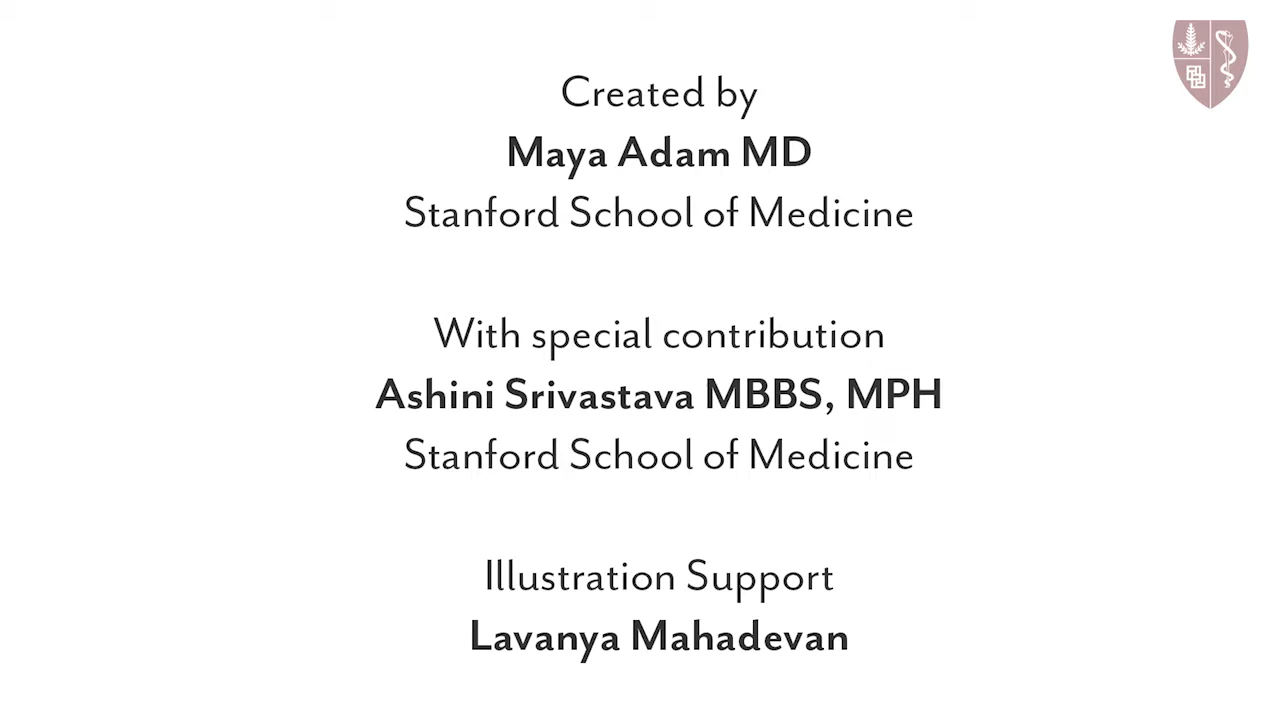 Created by
Maya Adam MD
Stanford School of Medicine
With special contribution
Ashini Srivastava MBBS, MPH
Stanford School of Medicine
Illustration Support
Lavanya Mahadevan